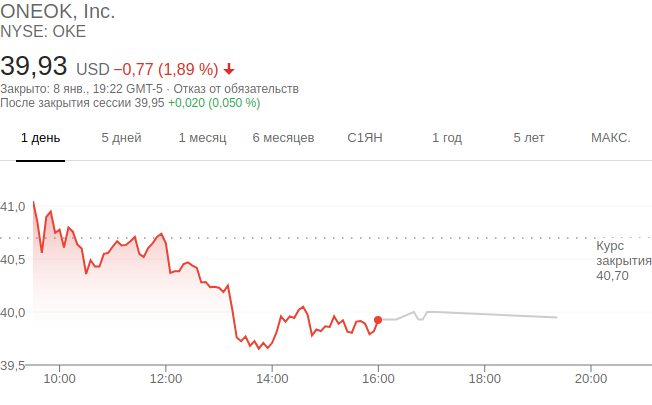 ONEOK, Inc.
NYSE: OKE
39,93 USD −0,77 (1,89 %)
Закрыто: 8 янв., 19:22 GMT-5 · Отказ от обязательств
После закрытия сессии 39,95 +0,020 (0,050 %)
1 день 5 дней 1 месяц 6 месяцев С1ЯН 1 год 5 лет МАКС.
41,0
40,5
40,0
39,5
Курс
закрытия
40,70
10:00 12:00 14:00 16:00 18:00 20:00